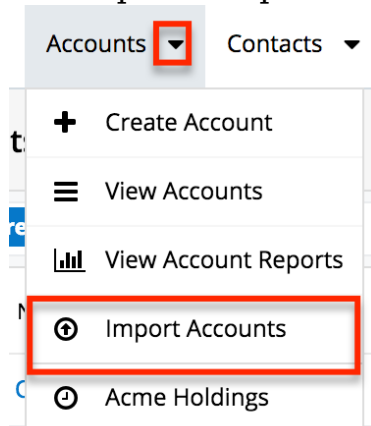 Accounts Contacts
Create Account
View Accounts
View Account Reports
Import Accounts
Acme Holdings